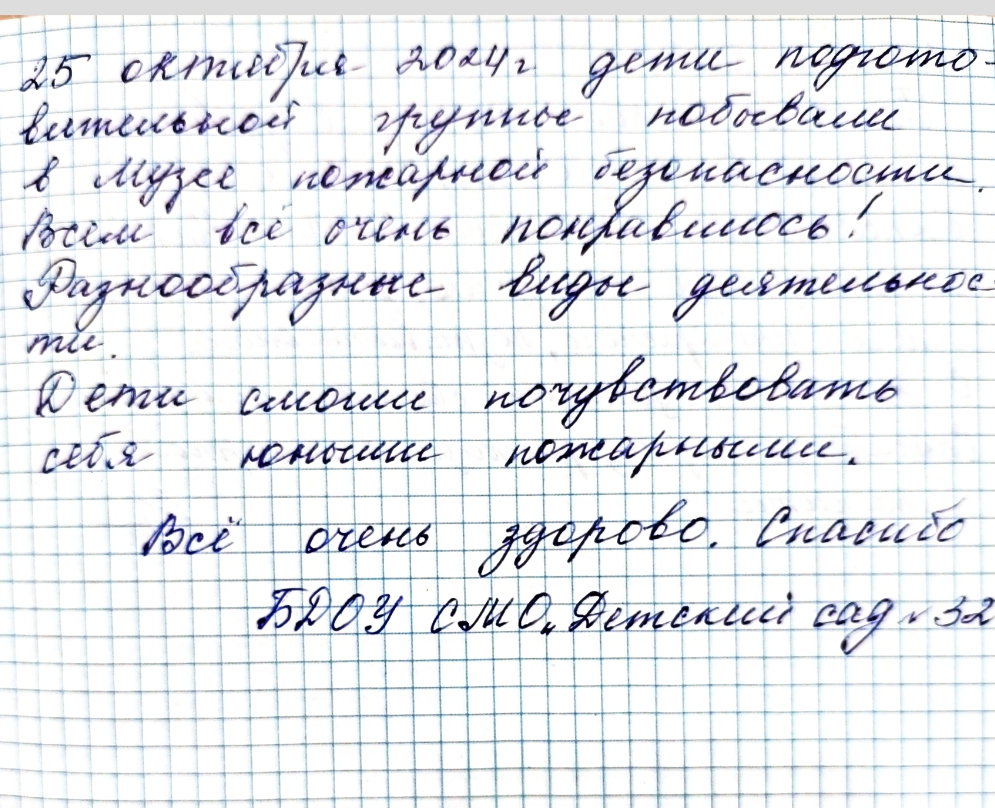 25 октября 2024г дети подгото-
вительной группы побывали
в Музее пожарной безопасности.
Всем всё очень понравилось!
Разнообразные виды деятельнос
ти.
Дети смогли почувствовать
себя юными пожарными.
Всё очень здорово. Спасибо
БДОУ СМО „Детский сад № 32